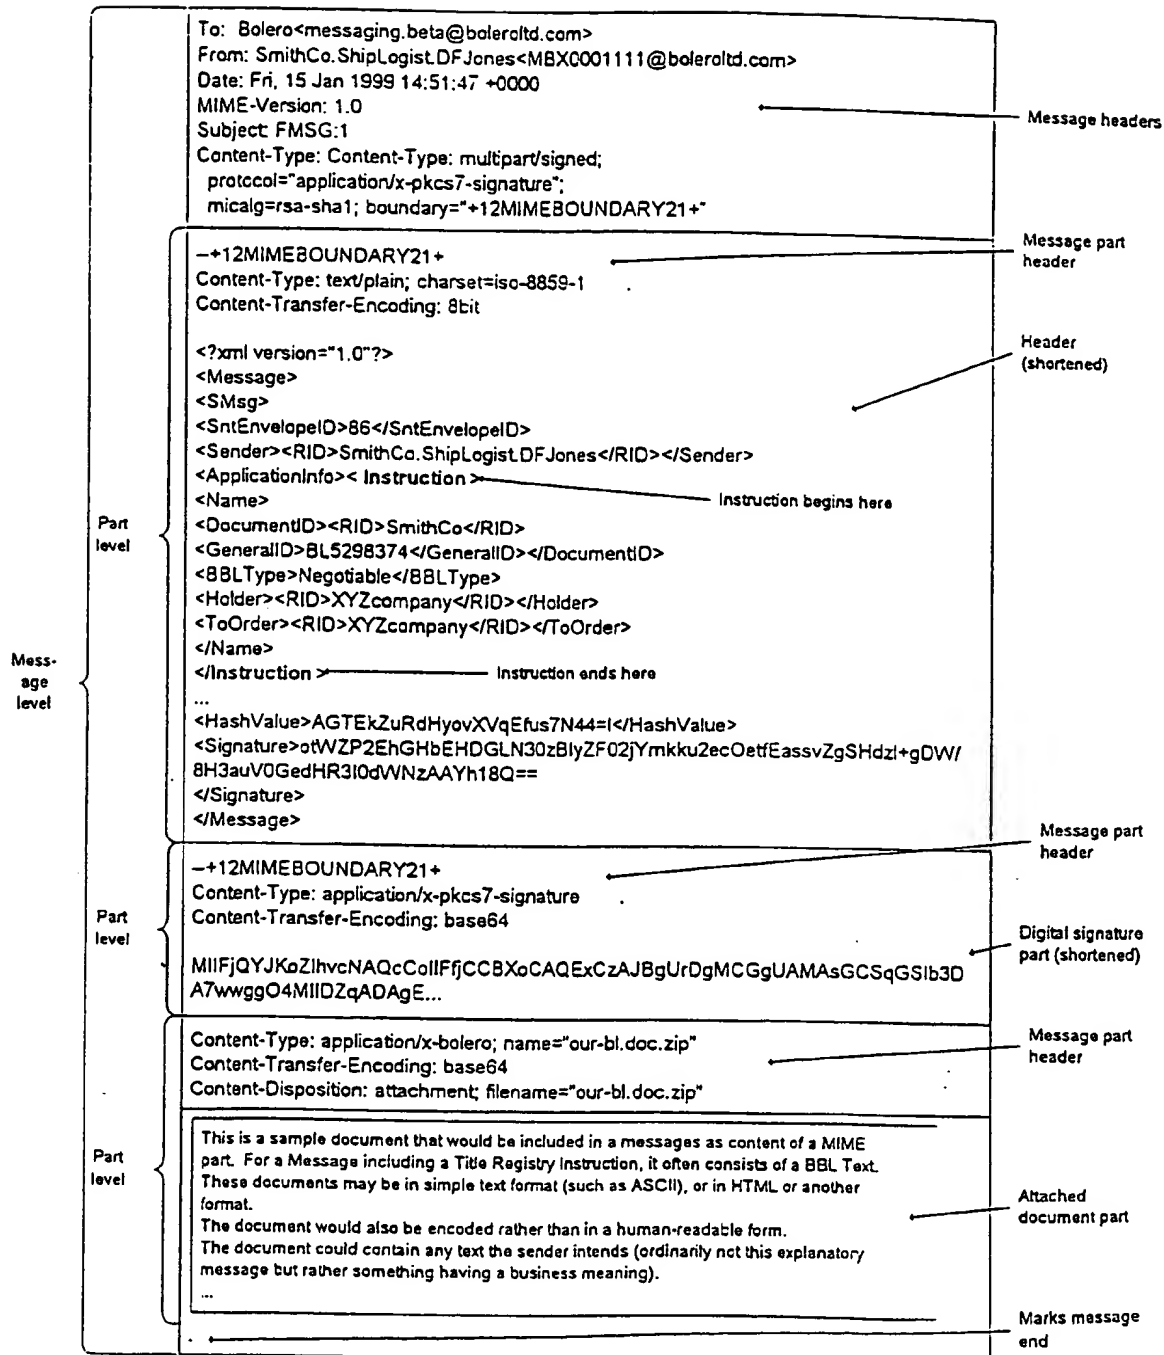 To: Bolero<messaging.beta@boleroltd.com>
From: SmithCo.ShipLogist.DFJones<MBX0001111@boleroltd.com>
Date: Fri, 15 Jan 1999 14:51:47 +0000
MIME-Version: 1.0
Subject: FMSG:1
Content-Type: Content-Type: multipart/signed;
protocol="application/x-pkcs7-signature";
micalg=rsa-sha1; boundary="+12MIMEBOUNDARY21+"
Message headers
–+12MIMEBOUNDARY21+
Content-Type: text/plain; charset=iso-8859-1
Content-Transfer-Encoding: 8bit
Message part
header
<?xml version="1.0"?>
<Message>
<SMsg>
<SntEnvelopeID>86</SntEnvelopeID>
<Sender><RID>SmithCo.ShipLogist.DFJones</RID></Sender>
<ApplicationInfo>< Instruction >
Header
(shortened)
Instruction begins here
<Name>
<DocumentID><RID>SmithCo</RID>
<GeneralID>BL5298374</GeneralID></DocumentID>
<BBLType>Negotiable</BBLType>
<Holder><RID>XYZcompany</RID></Holder>
<ToOrder><RID>XYZcompany</RID></ToOrder>
</Name>
</Instruction >
Instruction ends here
...
<HashValue>AGTEkZuRdHyovXVqEfus7N44=I</HashValue>
<Signature>otWZP2EhGHbEHDGLN30zBIyZF02jYmkku2ecOetfEassvZgSHdzI+gDW/
8H3auV0GedHR3I0dWNzAAYh18Q==
</Signature>
</Message>
Part
level
Mess-
age
level
–+12MIMEBOUNDARY21+
Content-Type: application/x-pkcs7-signature
Content-Transfer-Encoding: base64
Message part
header
MIIFjQYJKoZIhvcNAQcCoIIFfjCCBXoCAQExCzAJBgUrDgMCGgUAMAsGCSqGSIb3D
A7wwggO4MIIDZqADAgE...
Part
level
Digital signature
part (shortened)
Content-Type: application/x-bolero; name="our-bl.doc.zip"
Content-Transfer-Encoding: base64
Content-Disposition: attachment; filename="our-bl.doc.zip"
Message part
header
This is a sample document that would be included in a messages as content of a MIME
part. For a Message including a Title Registry Instruction, it often consists of a BBL Text.
These documents may be in simple text format (such as ASCII), or in HTML or another
format.
The document would also be encoded rather than in a human-readable form.
The document could contain any text the sender intends (ordinarily not this explanatory
message but rather something having a business meaning).
...
Part
level
Attached
document part
.
Marks message
end